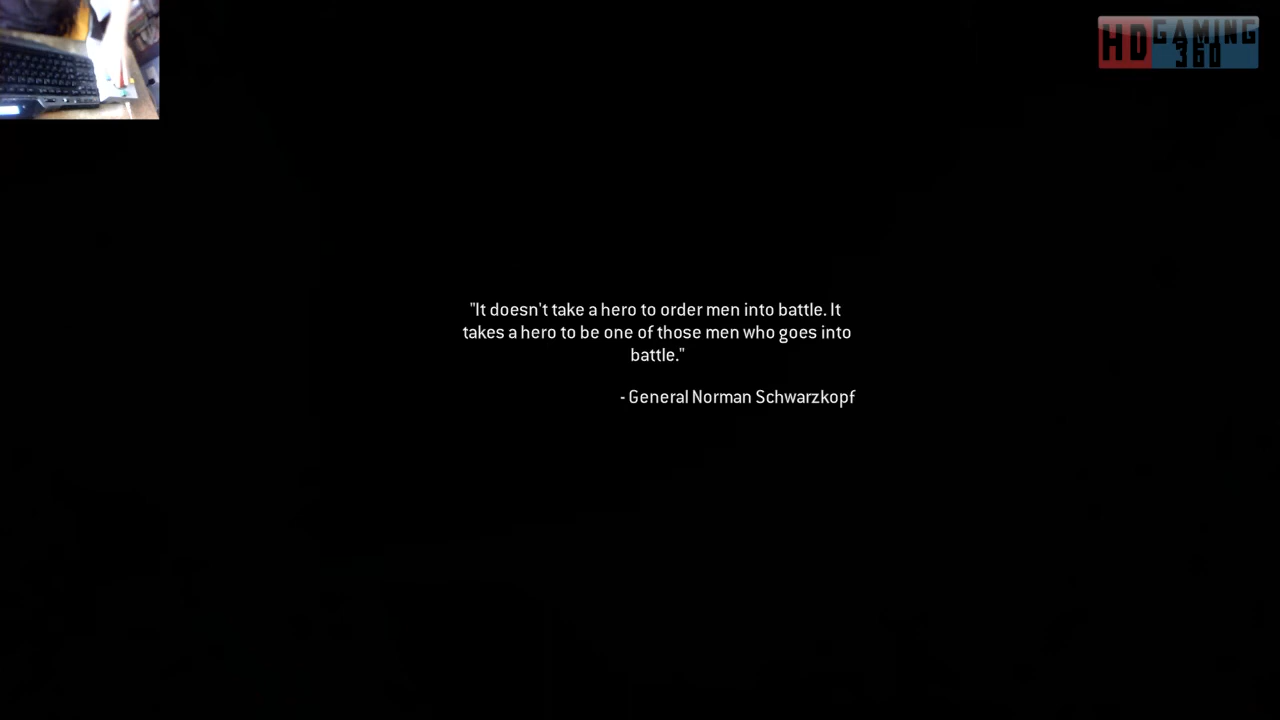 HD GAMING
360
"It doesn't take a hero to order men into battle. It
takes a hero to be one of those men who goes into
battle."
- General Norman Schwarzkopf